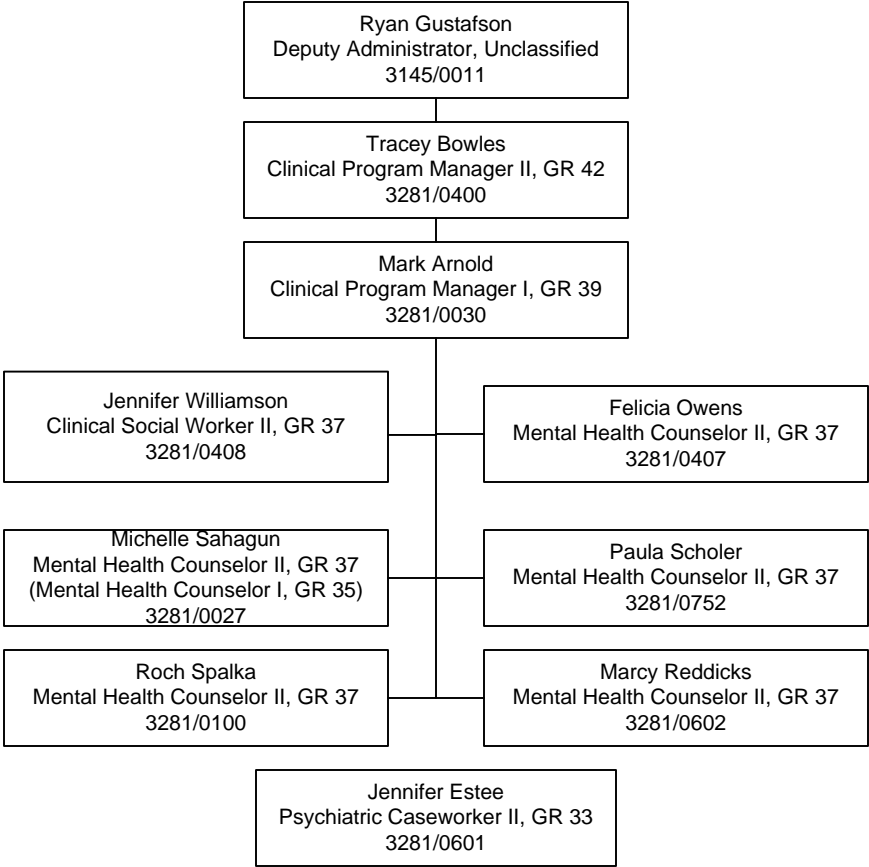 Ryan Gustafson
Deputy Administrator, Unclassified
3145/0011
Tracey Bowles
Clinical Program Manager II, GR 42
3281/0400
Mark Arnold
Clinical Program Manager I, GR 39
3281/0030
Jennifer Williamson
Clinical Social Worker II, GR 37
3281/0408
Felicia Owens
Mental Health Counselor II, GR 37
3281/0407
Michelle Sahagun
Mental Health Counselor II, GR 37
(Mental Health Counselor I, GR 35)
3281/0027
Paula Scholer
Mental Health Counselor II, GR 37
3281/0752
Roch Spalka
Mental Health Counselor II, GR 37
3281/0100
Marcy Reddicks
Mental Health Counselor II, GR 37
3281/0602
Jennifer Estee
Psychiatric Caseworker II, GR 33
3281/0601